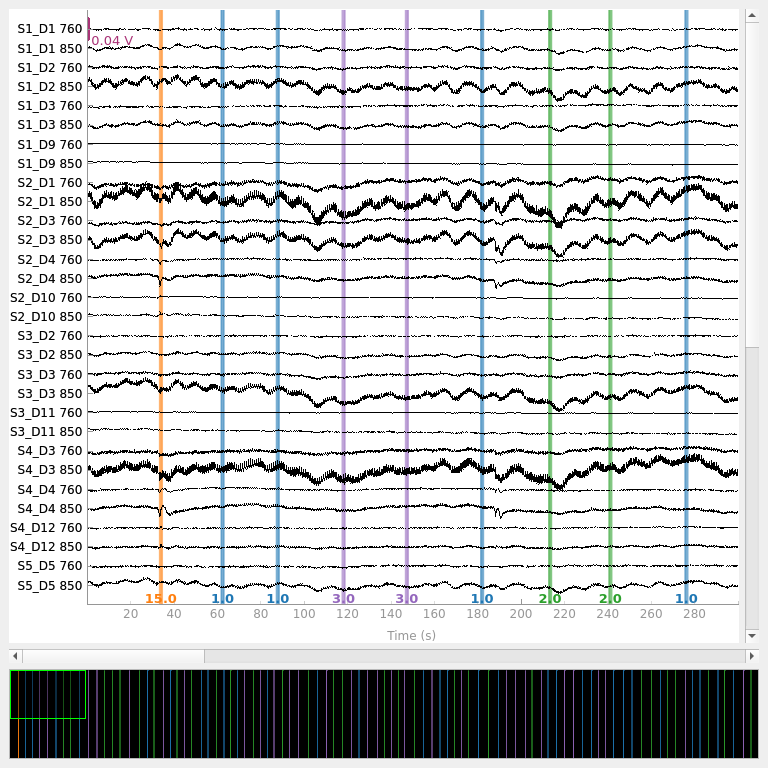 S1_D1 760
0.04 V
S1_D1 850
S1_D2 760
S1_D2 850
S1_D3 760
S1_D3 850
S1_D9 760
S1_D9 850
S2_D1 760
S2_D1 850
S2_D3 760
S2_D3 850
S2_D4 760
S2_D4 850
S2_D10 760
S2_D10 850
S3_D2 760
S3_D2 850
S3_D3 760
S3_D3 850
S3_D11 760
S3_D11 850
S4_D3 760
S4_D3 850
S4_D4 760
S4_D4 850
S4_D12 760
S4_D12 850
S5_D5 760
S5_D5 850
15.0 1.0 1.0 3.0 3.0 1.0 2.0 2.0 1.0
20 40 60 80 100 120 140 160 180 200 220 240 260 280
Time (s)